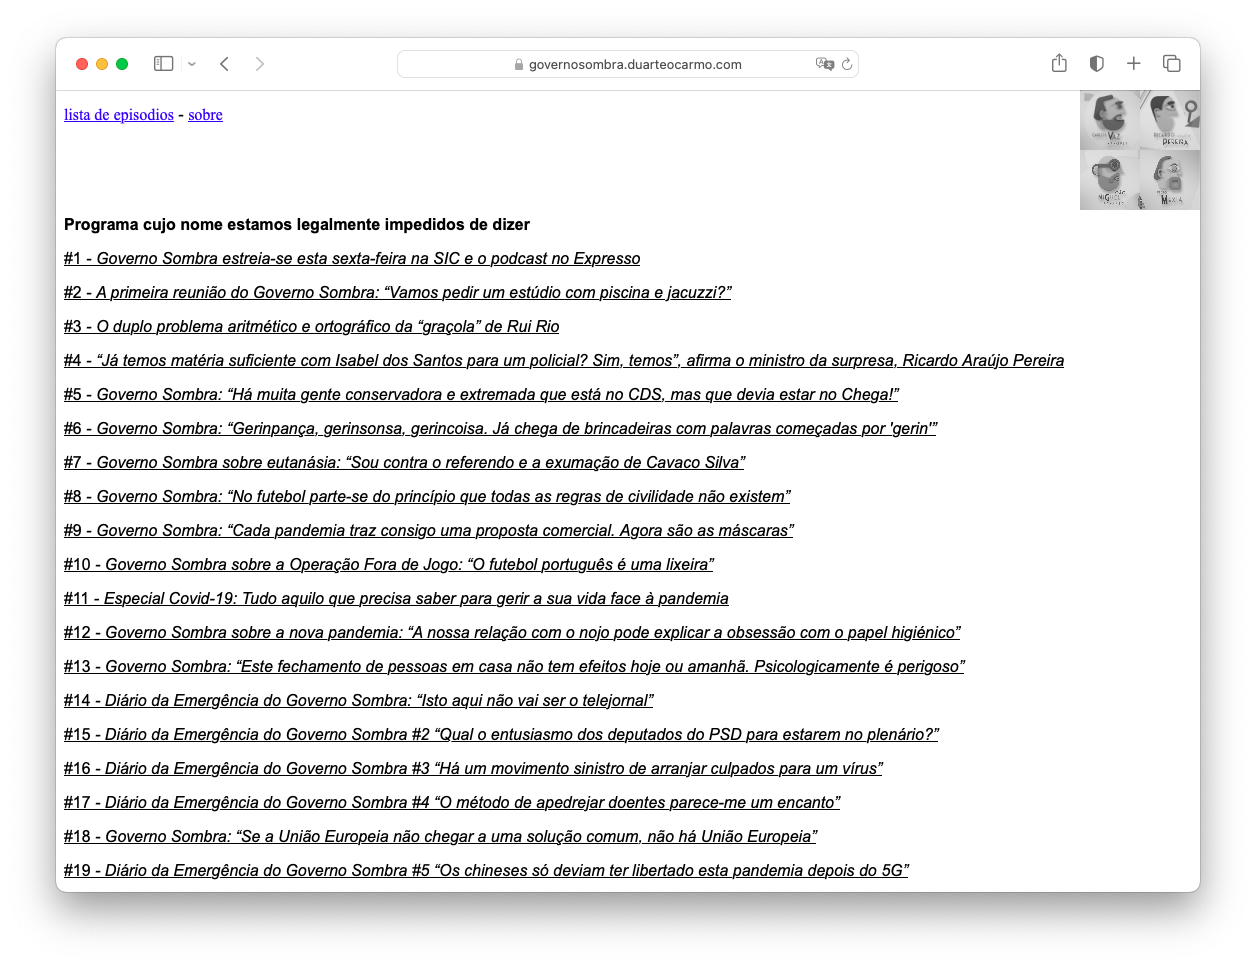 governosombra.duarteocarmo.com
lista de episodios - sobre
VAZ
RICARDO
PEREIRA
MIGUEL
MEXIA
Programa cujo nome estamos legalmente impedidos de dizer
#1 - Governo Sombra estreia-se esta sexta-feira na SIC e o podcast no Expresso
#2 - A primeira reunião do Governo Sombra: “Vamos pedir um estúdio com piscina e jacuzzi?”
#3 - O duplo problema aritmético e ortográfico da “graçola” de Rui Rio
#4 - “Já temos matéria suficiente com Isabel dos Santos para um policial? Sim, temos”, afirma o ministro da surpresa, Ricardo Araújo Pereira
#5 - Governo Sombra: “Há muita gente conservadora e extremada que está no CDS, mas que devia estar no Chega!”
#6 - Governo Sombra: “Gerinpança, gerinsonsa, gerincoisa. Já chega de brincadeiras com palavras começadas por 'gerin'”
#7 - Governo Sombra sobre eutanásia: “Sou contra o referendo e a exumação de Cavaco Silva”
#8 - Governo Sombra: “No futebol parte-se do princípio que todas as regras de civilidade não existem”
#9 - Governo Sombra: “Cada pandemia traz consigo uma proposta comercial. Agora são as máscaras”
#10 - Governo Sombra sobre a Operação Fora de Jogo: “O futebol português é uma lixeira”
#11 - Especial Covid-19: Tudo aquilo que precisa saber para gerir a sua vida face à pandemia
#12 - Governo Sombra sobre a nova pandemia: “A nossa relação com o nojo pode explicar a obsessão com o papel higiénico”
#13 - Governo Sombra: “Este fechamento de pessoas em casa não tem efeitos hoje ou amanhã. Psicologicamente é perigoso”
#14 - Diário da Emergência do Governo Sombra: “Isto aqui não vai ser o telejornal”
#15 - Diário da Emergência do Governo Sombra #2 “Qual o entusiasmo dos deputados do PSD para estarem no plenário?”
#16 - Diário da Emergência do Governo Sombra #3 “Há um movimento sinistro de arranjar culpados para um vírus”
#17 - Diário da Emergência do Governo Sombra #4 “O método de apedrejar doentes parece-me um encanto”
#18 - Governo Sombra: “Se a União Europeia não chegar a uma solução comum, não há União Europeia”
#19 - Diário da Emergência do Governo Sombra #5 “Os chineses só deviam ter libertado esta pandemia depois do 5G”